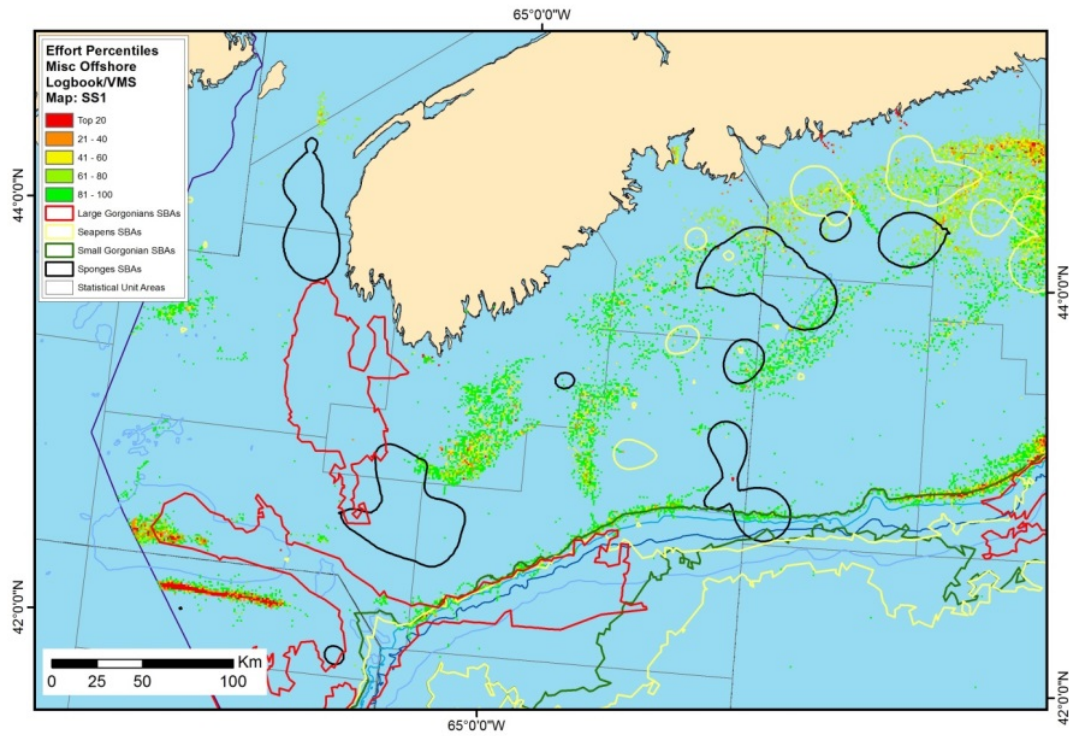 65°0'0"W
Effort Percentiles
Misc Offshore
Logbook/VMS
Map: SS1
Top 20
21 - 40
41 - 60
61 - 80
81 - 100
Large Gorgonians SBAs
Seapens SBAs
Small Gorgonian SBAs
Sponges SBAs
Statistical Unit Areas
44°0'0"N
44°0'0"N
42°0'0"N
42°0'0"N
Km
0 25 50 100
65°0'0"W